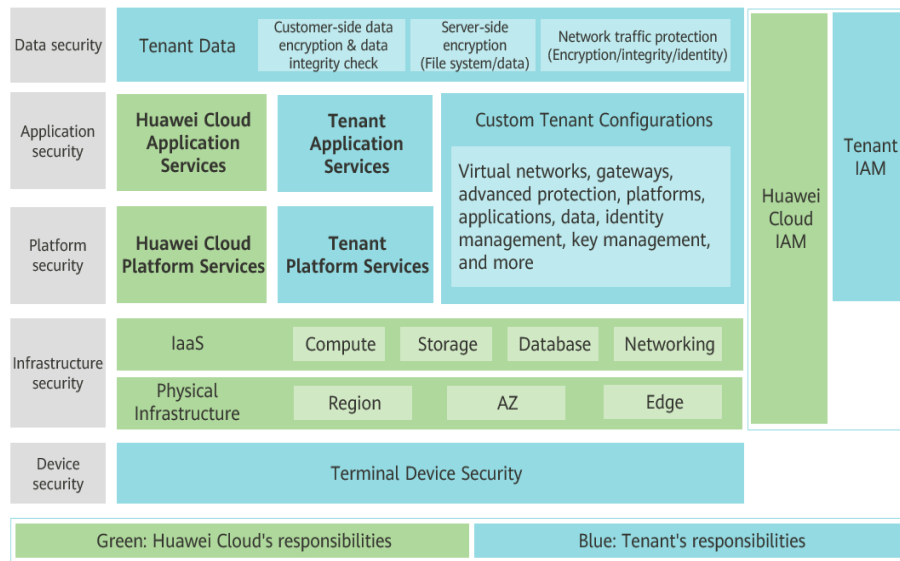 Data security
Tenant Data
Customer-side data
encryption & data
integrity check
Server-side
encryption
(File system/data)
Network traffic protection
(Encryption/integrity/identity)
Application
security
Huawei Cloud
Application
Services
Tenant
Application
Services
Custom Tenant Configurations
Virtual networks, gateways,
advanced protection, platforms,
applications, data, identity
management, key management,
and more
Platform
security
Huawei Cloud
Platform Services
Tenant
Platform Services
Huawei
Cloud
IAM
Tenant
IAM
Infrastructure
security
IaaS
Compute
Storage
Database
Networking
Physical
Infrastructure
Region
AZ
Edge
Device
security
Terminal Device Security
Green: Huawei Cloud's responsibilities
Blue: Tenant's responsibilities